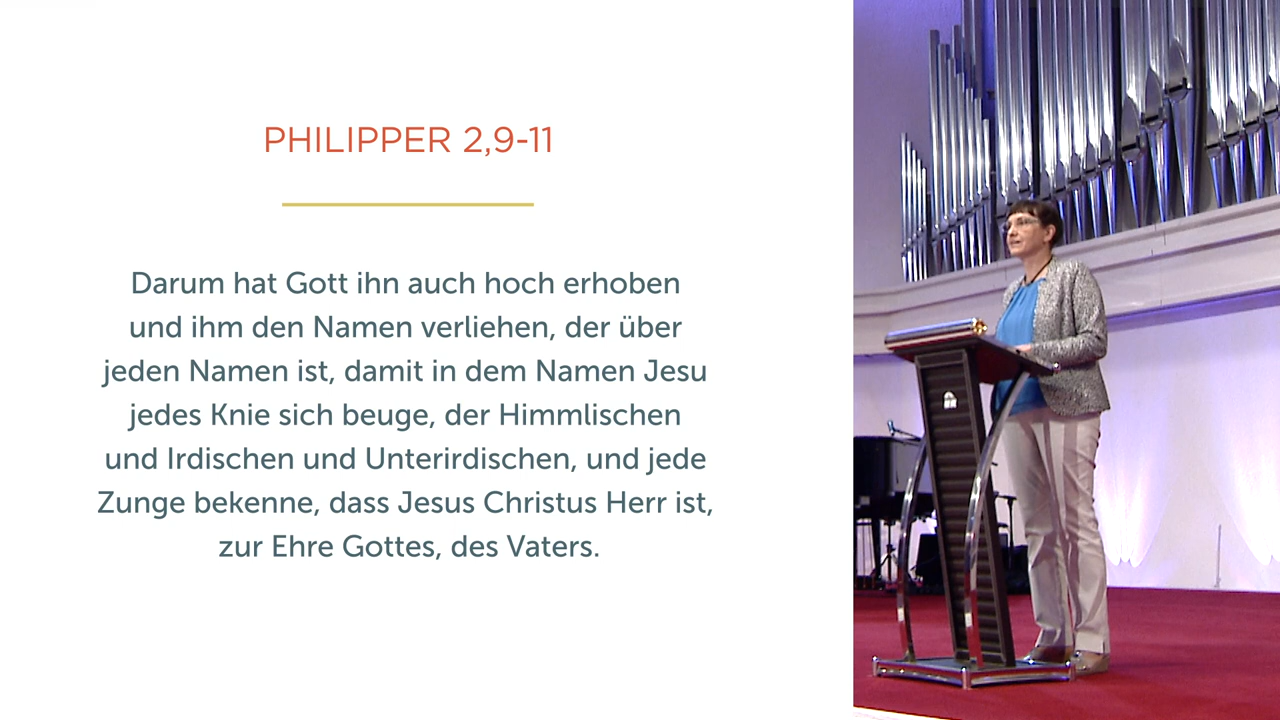 PHILIPPER 2,9-11
Darum hat Gott ihn auch hoch erhoben
und ihm den Namen verliehen, der über
jeden Namen ist, damit in dem Namen Jesu
jedes Knie sich beuge, der Himmlischen
und Irdischen und Unterirdischen, und jede
Zunge bekenne, dass Jesus Christus Herr ist,
zur Ehre Gottes, des Vaters.